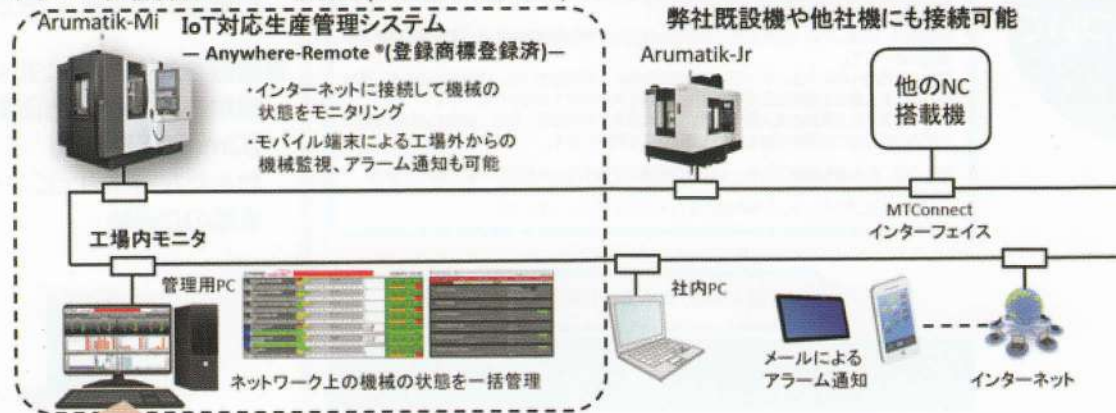 Arumatik-Mi
IoT対応生産管理システム
― Anywhere-Remote ®(登録商標登録済)―
・インターネットに接続して機械の
状態をモニタリング
・モバイル端末による工場外からの
機械監視、アラーム通知も可能
弊社既設機や他社機にも接続可能
Arumatik-Jr
他のNC
搭載機
MTConnect
インターフェイス
工場内モニタ
管理用PC
ネットワーク上の機械の状態を一括管理
社内PC
メールによる
アラーム通知
インターネット